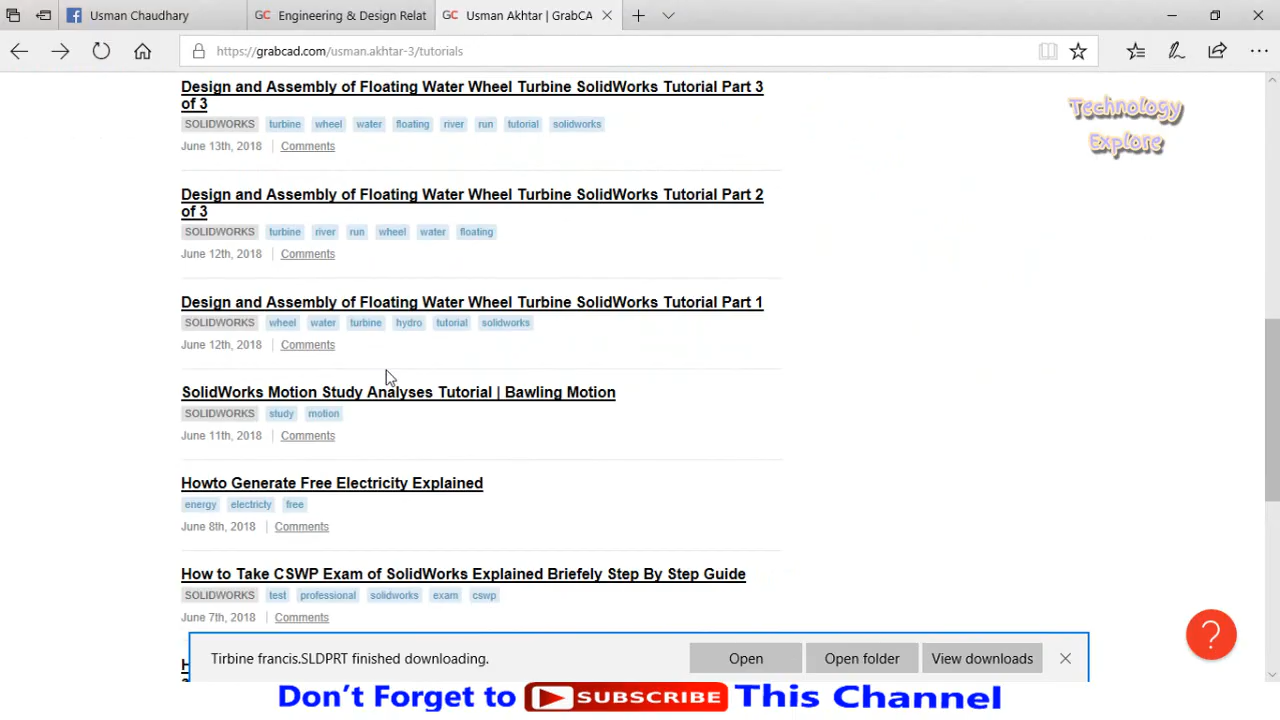 Usman Chaudhary
GC Engineering & Design Relat
GC Usman Akhtar | GrabCA
https://grabcad.com/usman.akhtar-3/tutorials
Technology
Explore
Design and Assembly of Floating Water Wheel Turbine SolidWorks Tutorial Part 3
of 3
SOLIDWORKS turbine wheel water floating river run tutorial solidworks
June 13th, 2018 | Comments
Design and Assembly of Floating Water Wheel Turbine SolidWorks Tutorial Part 2
of 3
SOLIDWORKS turbine river run wheel water floating
June 12th, 2018 | Comments
Design and Assembly of Floating Water Wheel Turbine SolidWorks Tutorial Part 1
SOLIDWORKS wheel water turbine hydro tutorial solidworks
June 12th, 2018 | Comments
SolidWorks Motion Study Analyses Tutorial | Bawling Motion
SOLIDWORKS study motion
June 11th, 2018 | Comments
Howto Generate Free Electricity Explained
energy electricty free
June 8th, 2018 | Comments
How to Take CSWP Exam of SolidWorks Explained Briefely Step By Step Guide
SOLIDWORKS test professional solidworks exam cswp
June 7th, 2018 | Comments
Tirbine francis.SLDPRT finished downloading. Open Open folder View downloads
Don't Forget to SUBSCRIBE This Channel